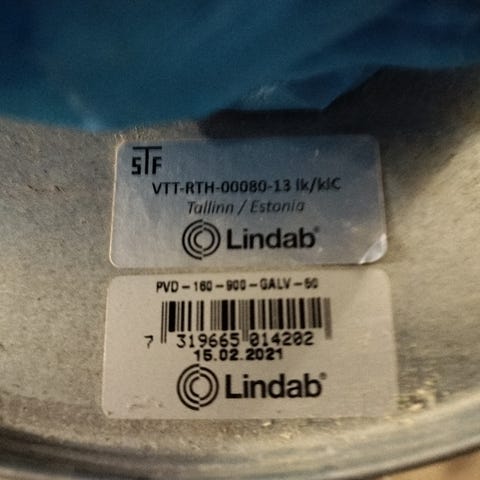 STF
VTT-RTH-00080-13 lk/klC
Tallinn / Estonia
Lindab®
PVD-160-900-GALV-50
7 319665 014202
15.02.2021
Lindab®